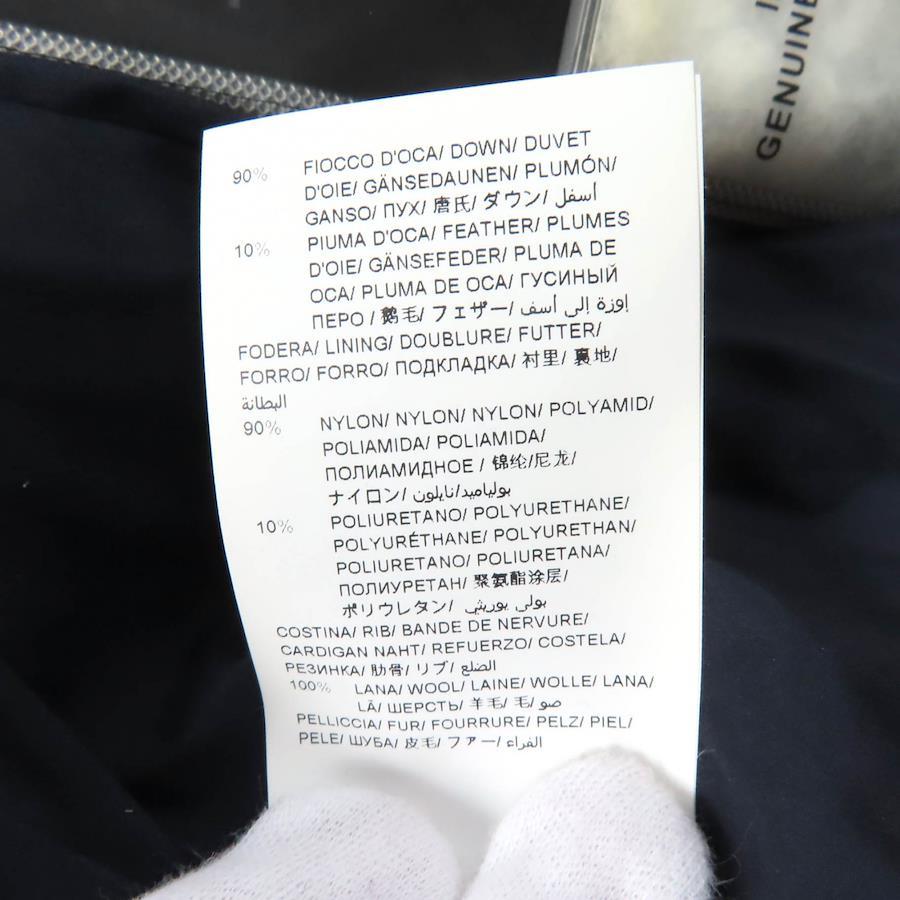 GENUINE
90% FIOCCO D'OCA/ DOWN/ DUVET
D'OIE/ GÄNSEDAUNEN/ PLUMÓN/
GANSO/ ПУХ/ 唐氏/ ダウン/ أسفل/
10% PIUMA D'OCA/ FEATHER/ PLUMES
D'OIE/ GÄNSEFEDER/ PLUMA DE
OCA/ PLUMA DE OCA/ ГУСИНЫЙ
ПЕРО / 鹅毛/ フェザー/ إوزة إلى أسف/
FODERA/ LINING/ DOUBLURE/ FUTTER/
FORRO/ FORRO/ ПОДКЛАДКА/ 衬里/ 裏地/
البطانة
90% NYLON/ NYLON/ NYLON/ POLYAMID/
POLIAMIDA/ POLIAMIDA/
ПОЛИАМИДНОЕ / 锦纶/尼龙/
ナイロン/ بولياميد/نايلون/
10% POLIURETANO/ POLYURETHANE/
POLYURÉTHANE/ POLYURETHAN/
POLIURETANO/ POLIURETANA/
ПОЛИУРЕТАН/ 聚氨酯涂层/
ポリウレタン/ بولي يوريثي/
COSTINA/ RIB/ BANDE DE NERVURE/
CARDIGAN NAHT/ REFUERZO/ COSTELA/
РЕЗИНКА/ 肋骨/ リブ/ الضلع/
100% LANA/ WOOL/ LAINE/ WOLLE/ LANA/
LÃ/ ШЕРСТЬ/ 羊毛/ 毛/ صو/
PELLICCIA/ FUR/ FOURRURE/ PELZ/ PIEL/
PELE/ ШУБА/ 皮毛/ ファー/ الفراء/